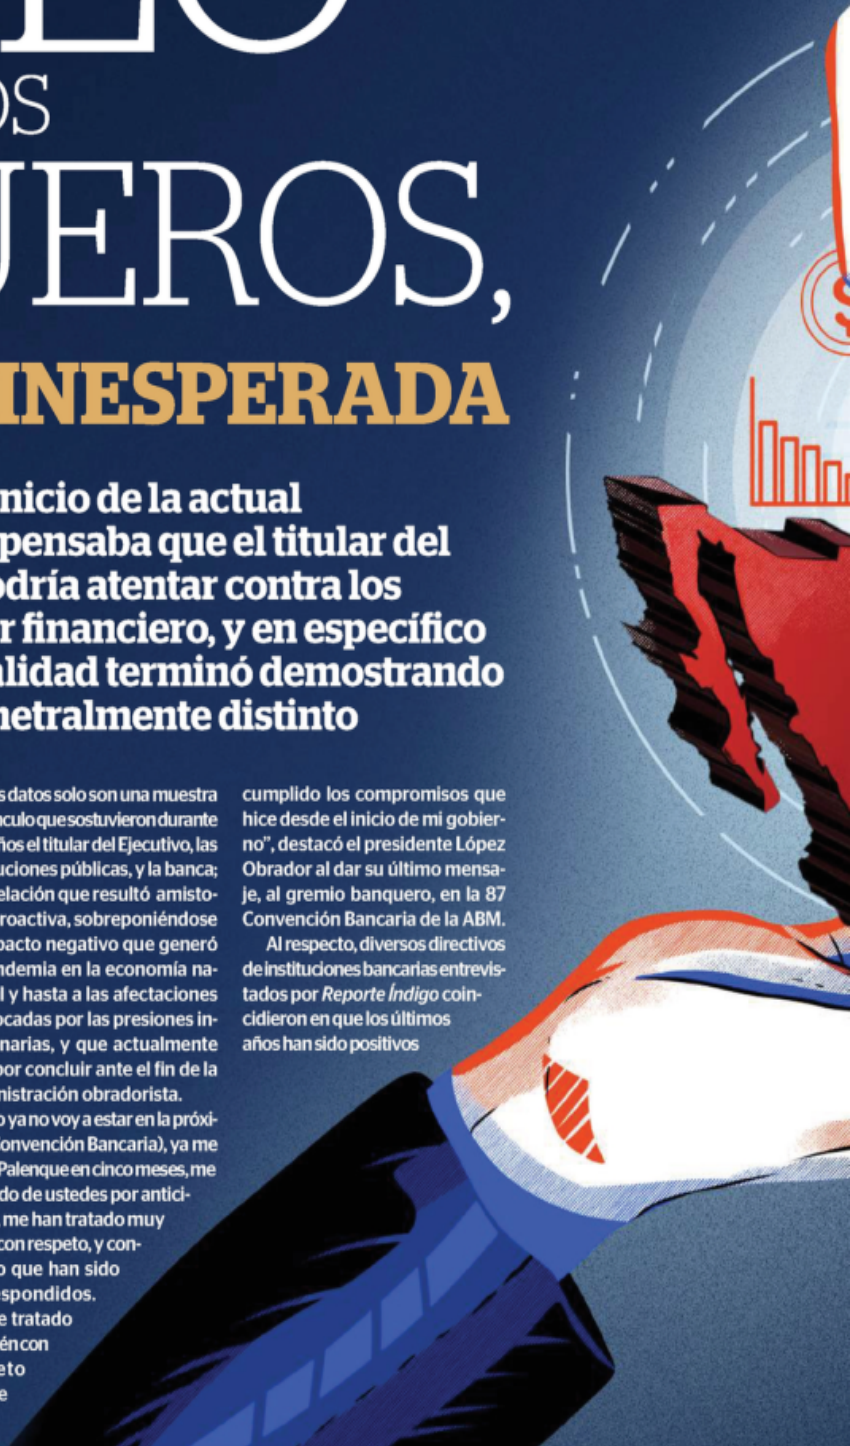 LO
OS
UEROS,
INESPERADA
nicio de la actual
pensaba que el titular del
odría atentar contra los
r financiero, y en específico
alidad terminó demostrando
netralmente distinto
s datos solo son una muestra
nculo que sostuvieron durante
ños el titular del Ejecutivo, las
uciones públicas, y la banca;
elación que resultó amisto-
roactiva, sobreponiéndose
pacto negativo que generó
ndemia en la economía na-
l y hasta a las afectaciones
ocadas por las presiones in-
narias, y que actualmente
por concluir ante el fin de la
nistración obradorista.
o ya no voy a estar en la próxi-
Convención Bancaria), ya me
Palenque en cinco meses, me
do de ustedes por antici-
, me han tratado muy
con respeto, y con-
o que han sido
spondidos.
e tratado
én con
eto
e
cumplido los compromisos que
hice desde el inicio de mi gobier-
no”, destacó el presidente López
Obrador al dar su último mensa-
je, al gremio banquero, en la 87
Convención Bancaria de la ABM.
Al respecto, diversos directivos
de instituciones bancarias entrevis-
tados por Reporte Índigo coin-
cidieron en que los últimos
años han sido positivos